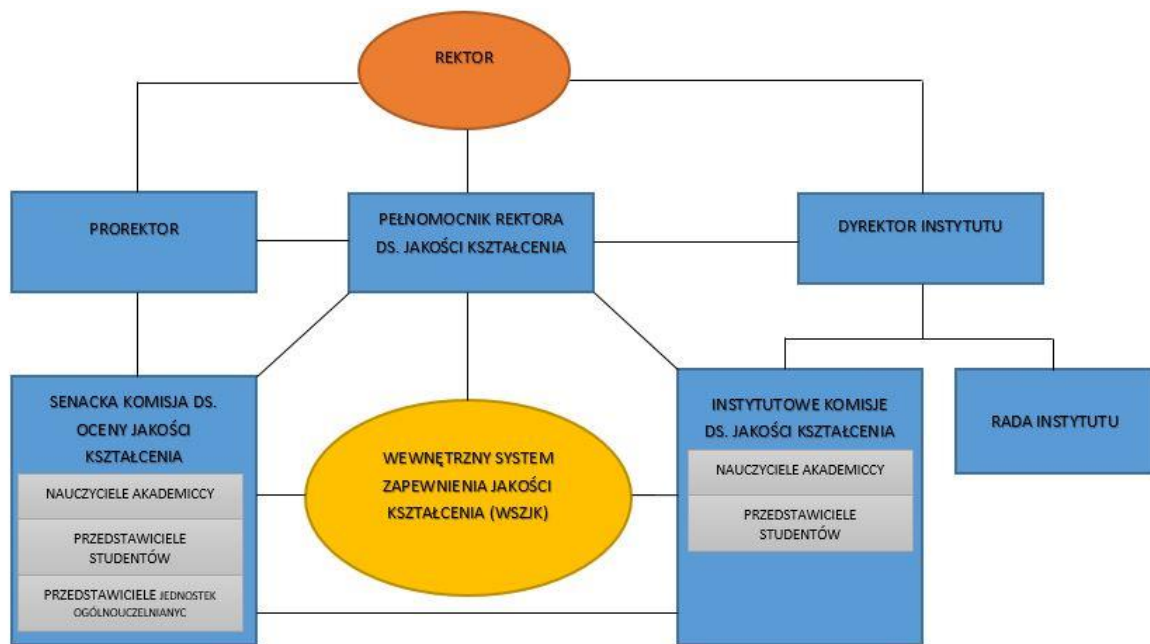 REKTOR
PROREKTOR
PEŁNOMOCNIK REKTORA
DS. JAKOŚCI KSZTAŁCENIA
DYREKTOR INSTYTUTU
SENACKA KOMISJA DS.
OCENY JAKOŚCI
KSZTAŁCENIA
NAUCZYCIELE AKADEMICCY
PRZEDSTAWICIELE
STUDENTÓW
PRZEDSTAWICIELE JEDNOSTEK
OGÓLNOUCZELNIANYC
WEWNĘTRZNY SYSTEM
ZAPEWNIENIA JAKOŚCI
KSZTAŁCENIA (WSZJK)
INSTYTUTOWE KOMISJE
DS. JAKOŚCI KSZTAŁCENIA
NAUCZYCIELE AKADEMICCY
PRZEDSTAWICIELE
STUDENTÓW
RADA INSTYTUTU